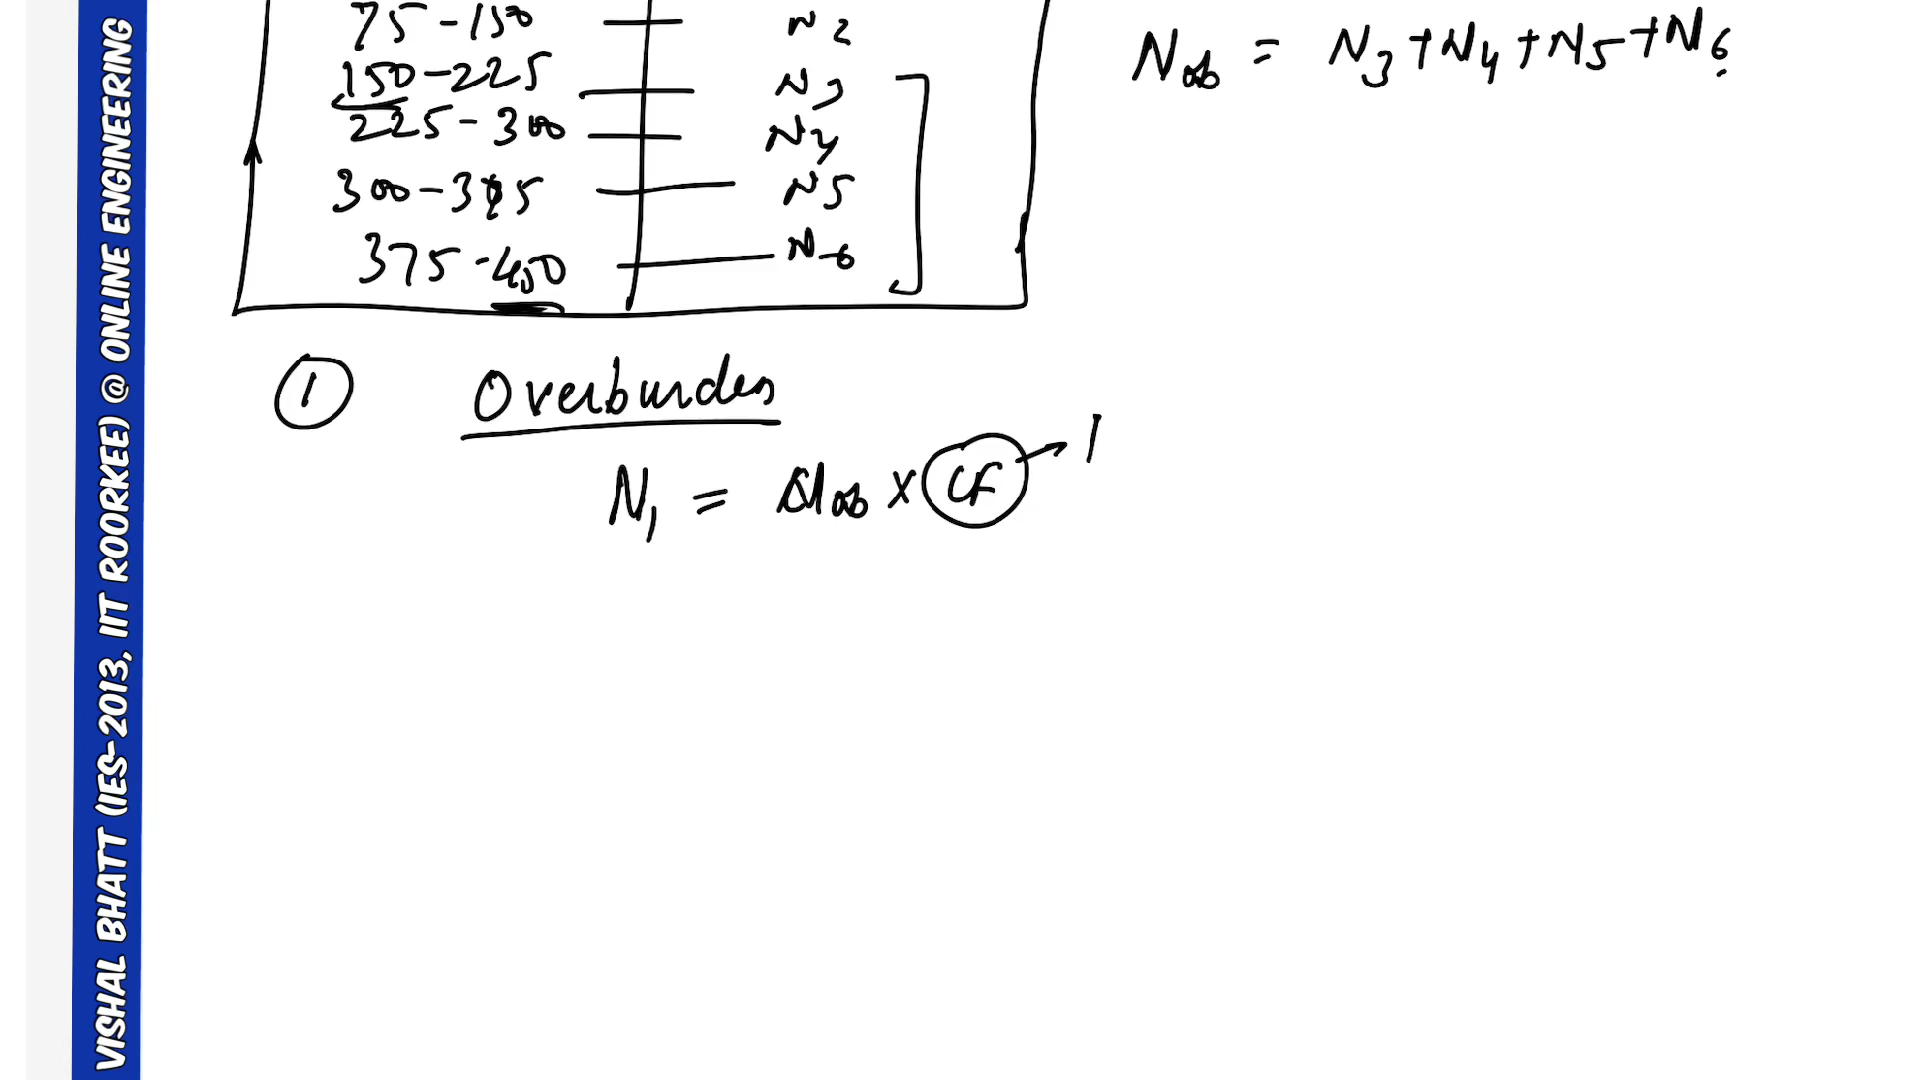 VISHAL BHATT (IES-2013, IIT ROORKEE) @ ONLINE ENGINEERING
75-150 N2
150-225 N3
225-300 N4
300-375 N5
375-450 N6
Nob = N3+N4+N5+N6
1 Overburden
N1 = Nob × CF → 1